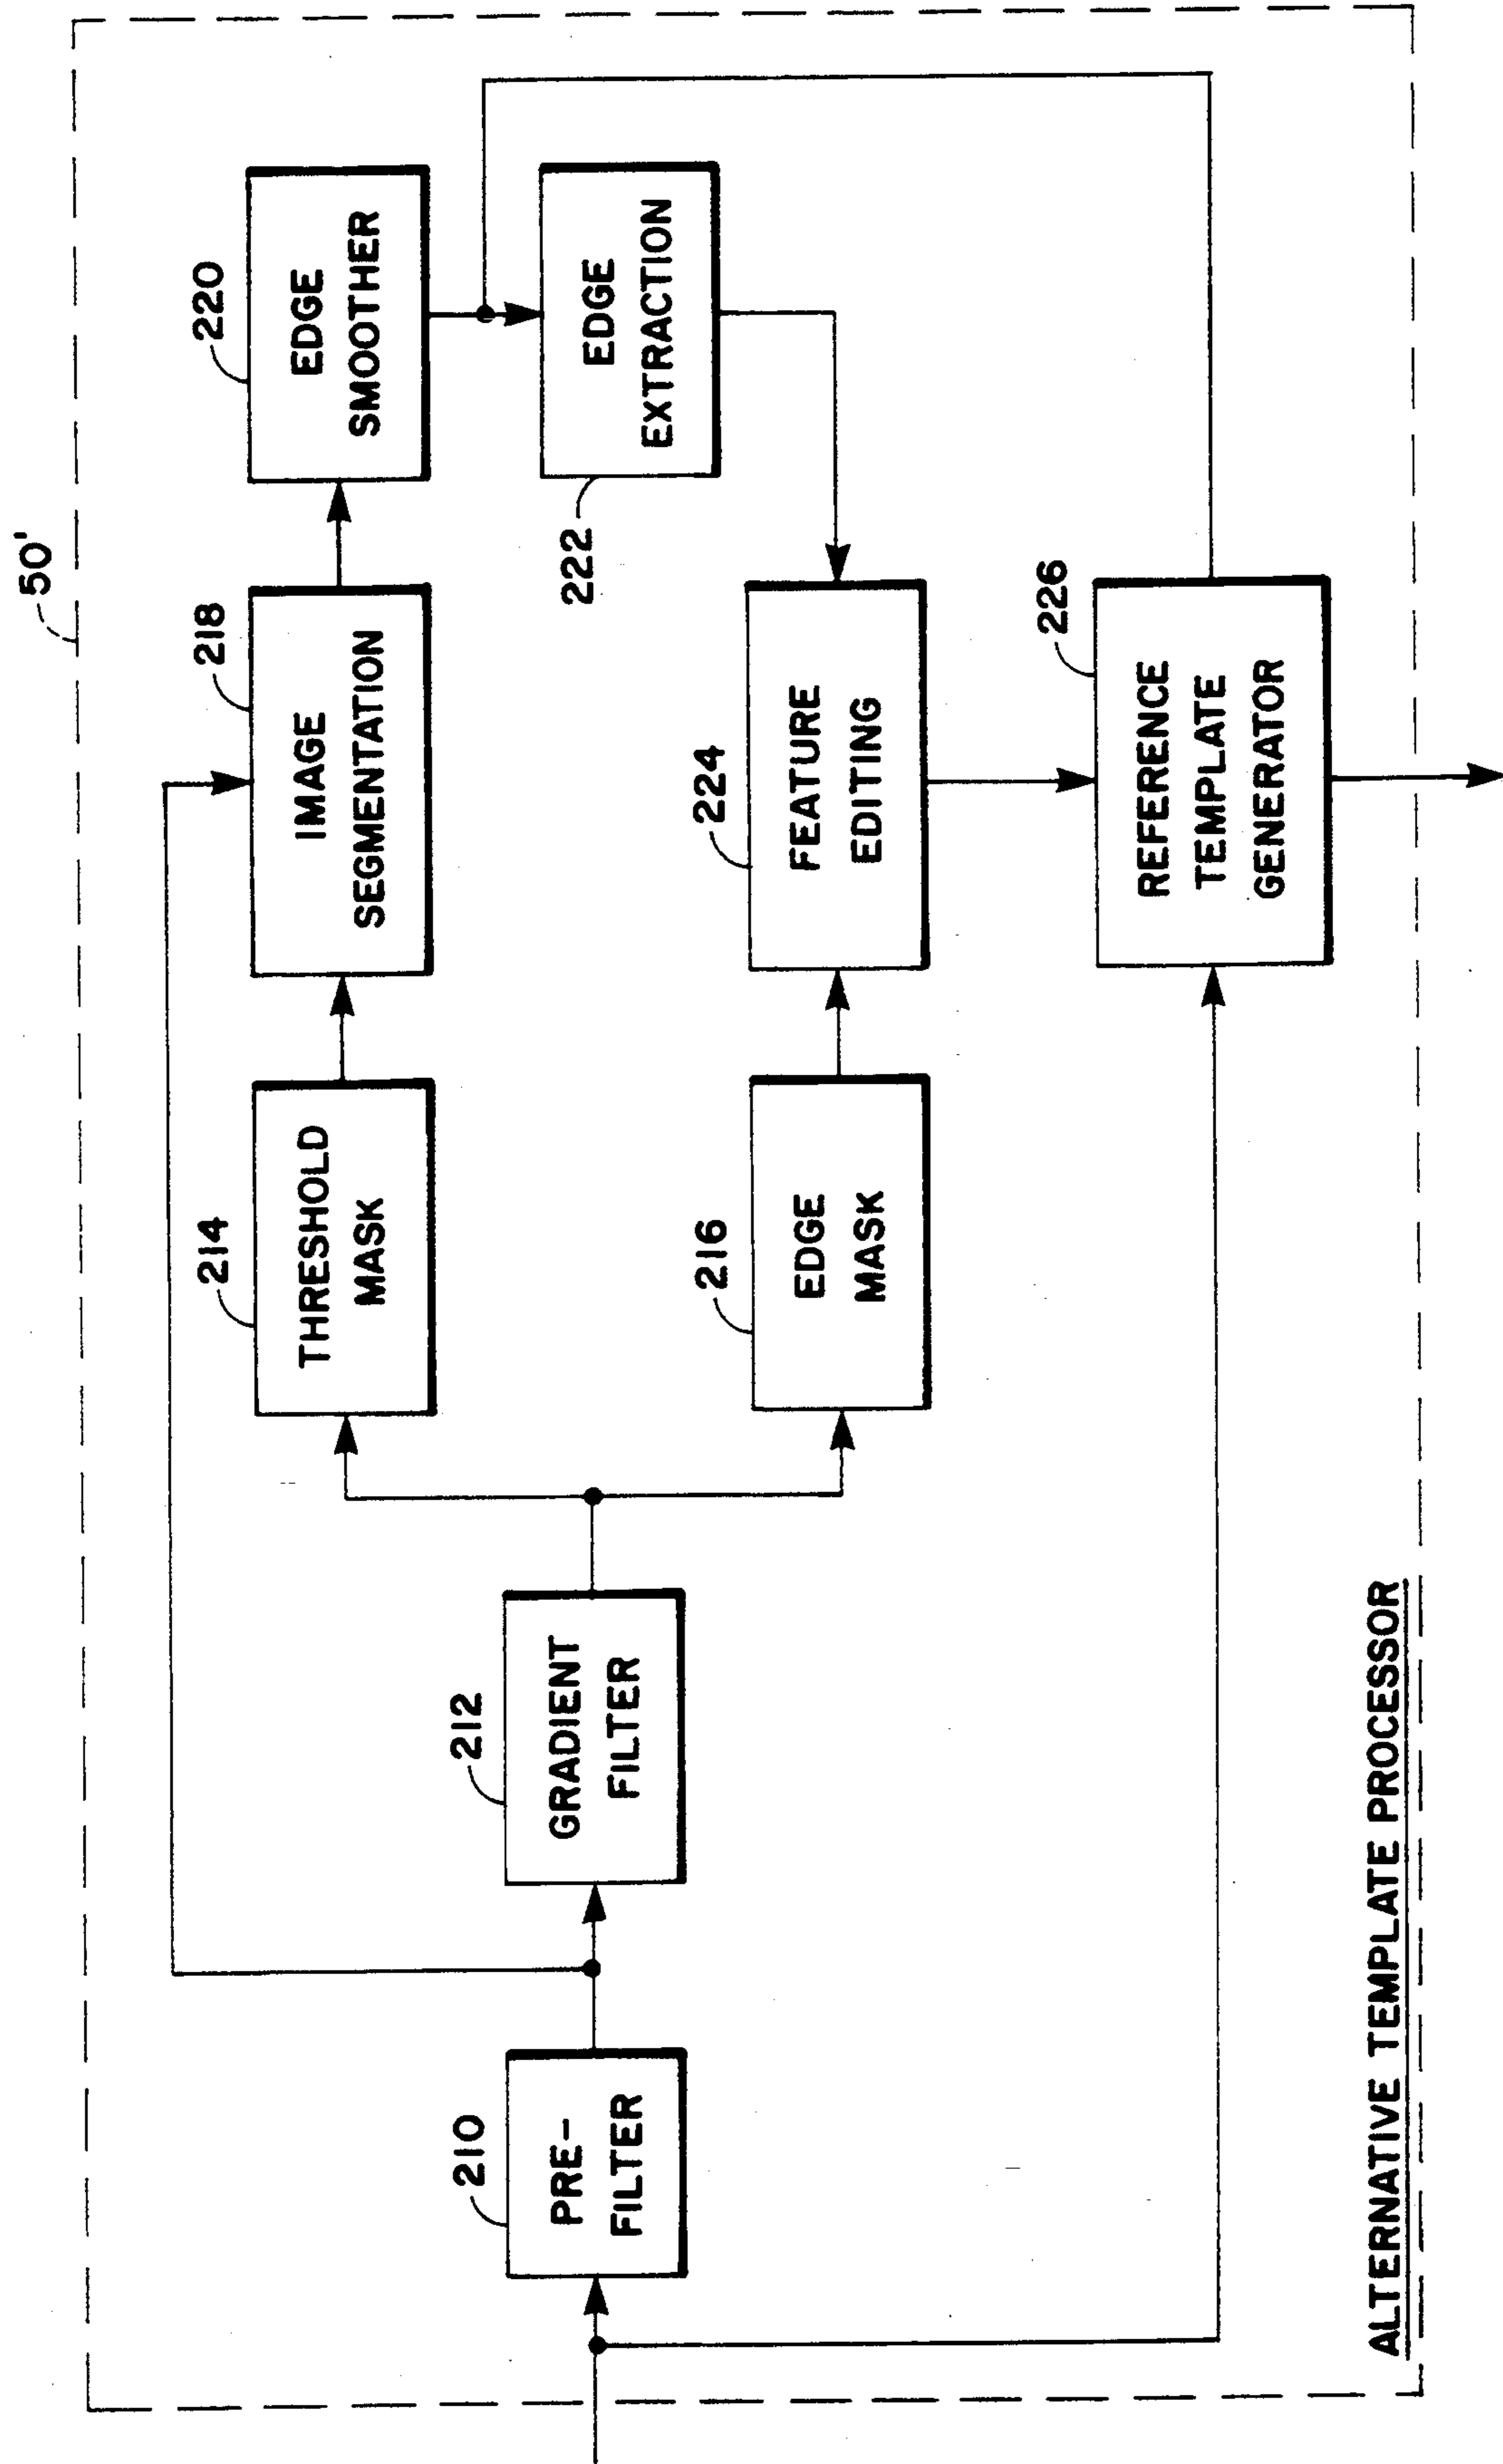 50'
220
EDGE
SMOOTHER
218
IMAGE
SEGMENTATION
214
THRESHOLD
MASK
222
EDGE
EXTRACTION
212
GRADIENT
FILTER
210
PRE-
FILTER
224
FEATURE
EDITING
216
EDGE
MASK
226
REFERENCE
TEMPLATE
GENERATOR
ALTERNATIVE TEMPLATE PROCESSOR